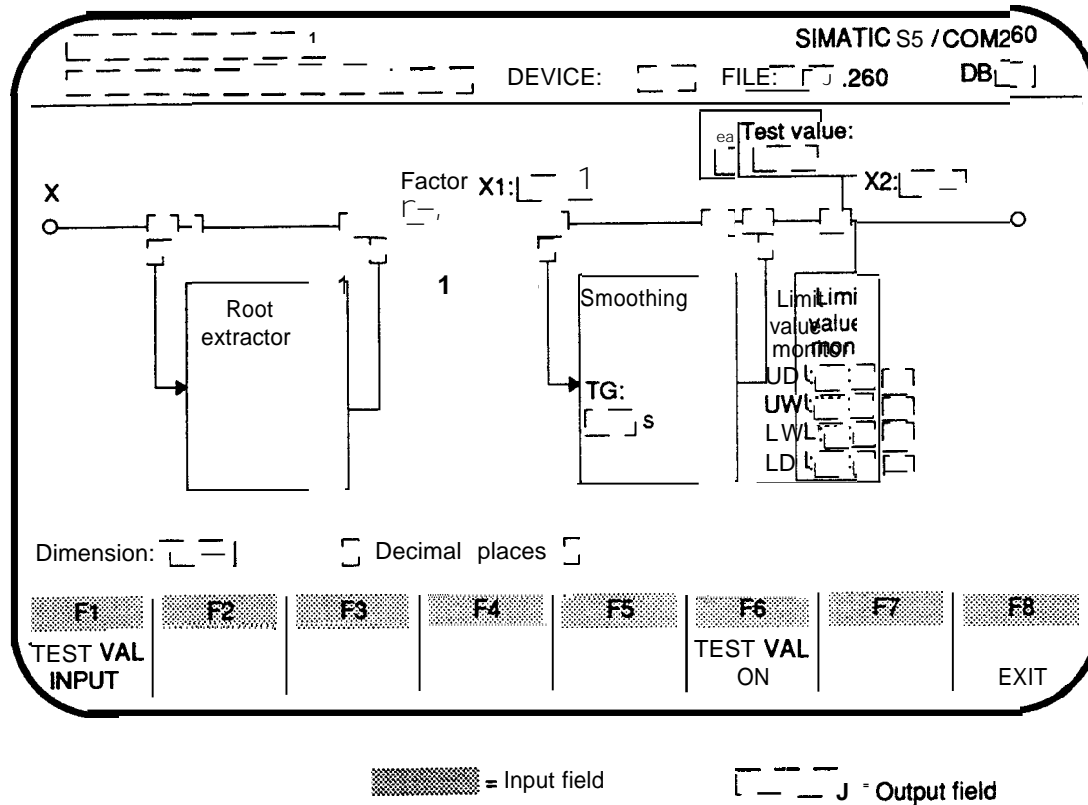 SIMATIC S5 / COM260
DEVICE: FILE: .260 DB
Test value:
X Factor X1: X2:
1 1
Root
extractor
Smoothing
TG:
s
Limit
value
monitor
UD
UW
LW
LD
Dimension: Decimal places
F1 F2 F3 F4 F5 F6 F7 F8
TEST VAL
INPUT
TEST VAL
ON
EXIT
= Input field
= Output field